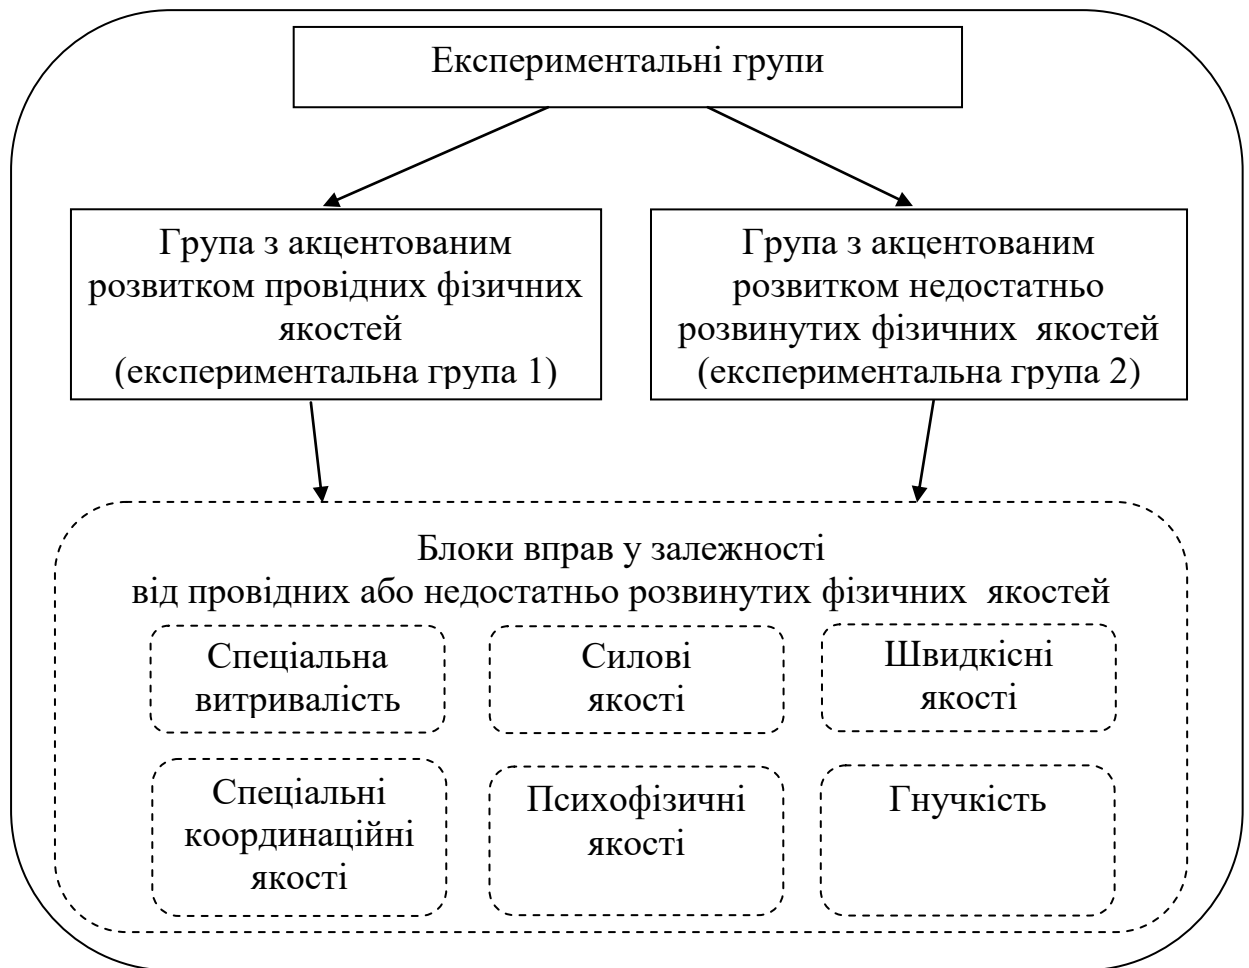 Експериментальні групи
Група з акцентованим
розвитком провідних фізичних
якостей
(експериментальна група 1)
Група з акцентованим
розвитком недостатньо
розвинутих фізичних якостей
(експериментальна група 2)
Блоки вправ у залежності
від провідних або недостатньо розвинутих фізичних якостей
Спеціальна
витривалість
Силові
якості
Швидкісні
якості
Спеціальні
координаційні
якості
Психофізичні
якості
Гнучкість